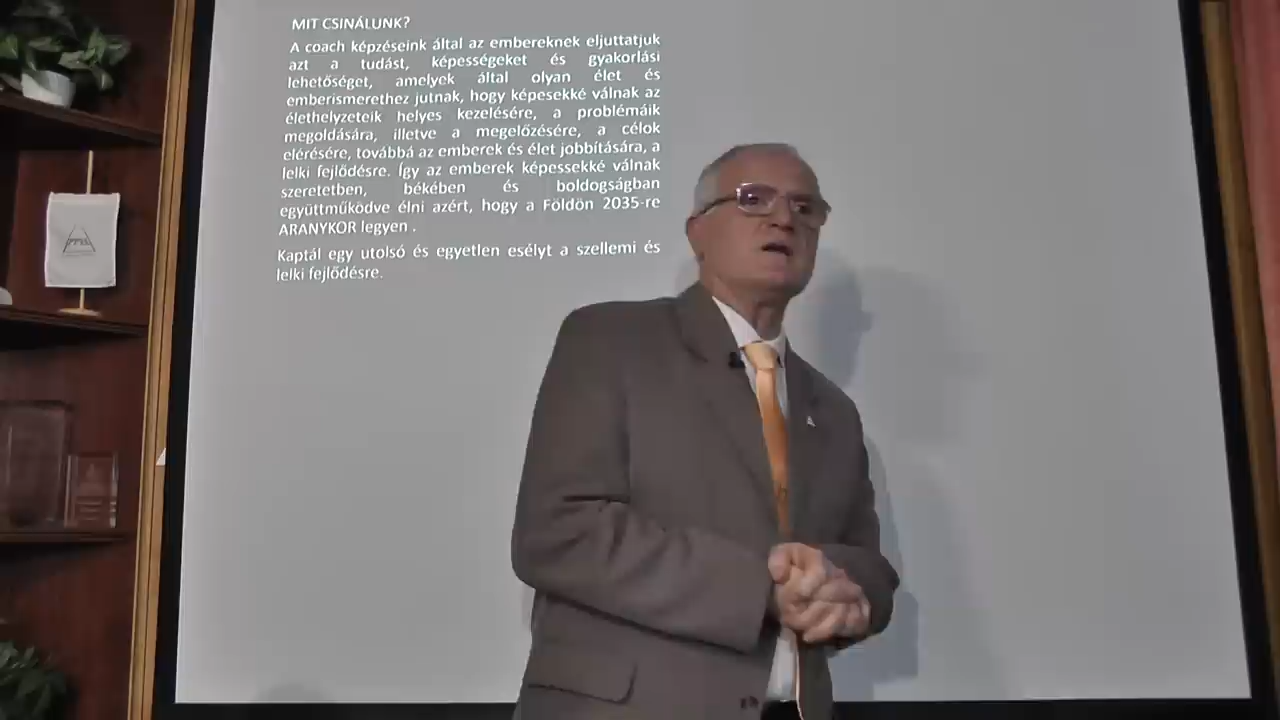 MIT CSINÁLUNK?
A coach képzéseink által az embereknek eljuttatjuk
azt a tudást, képességeket és gyakorlási
lehetőséget, amelyek által olyan élet és
emberismerethez jutnak, hogy képesekké válnak az
élethelyzeteik helyes kezelésére, a problémáik
megoldására, illetve a megelőzésére, a célok
elérésére, továbbá az emberek és élet jobbítására, a
lelki fejlődésre. Így az emberek képessekké válnak
szeretetben, békében és boldogságban
együttműködve élni azért, hogy a Földön 2035-re
ARANYKOR legyen .
Kaptál egy utolsó és egyetlen esélyt a szellemi és
lelki fejlődésre.